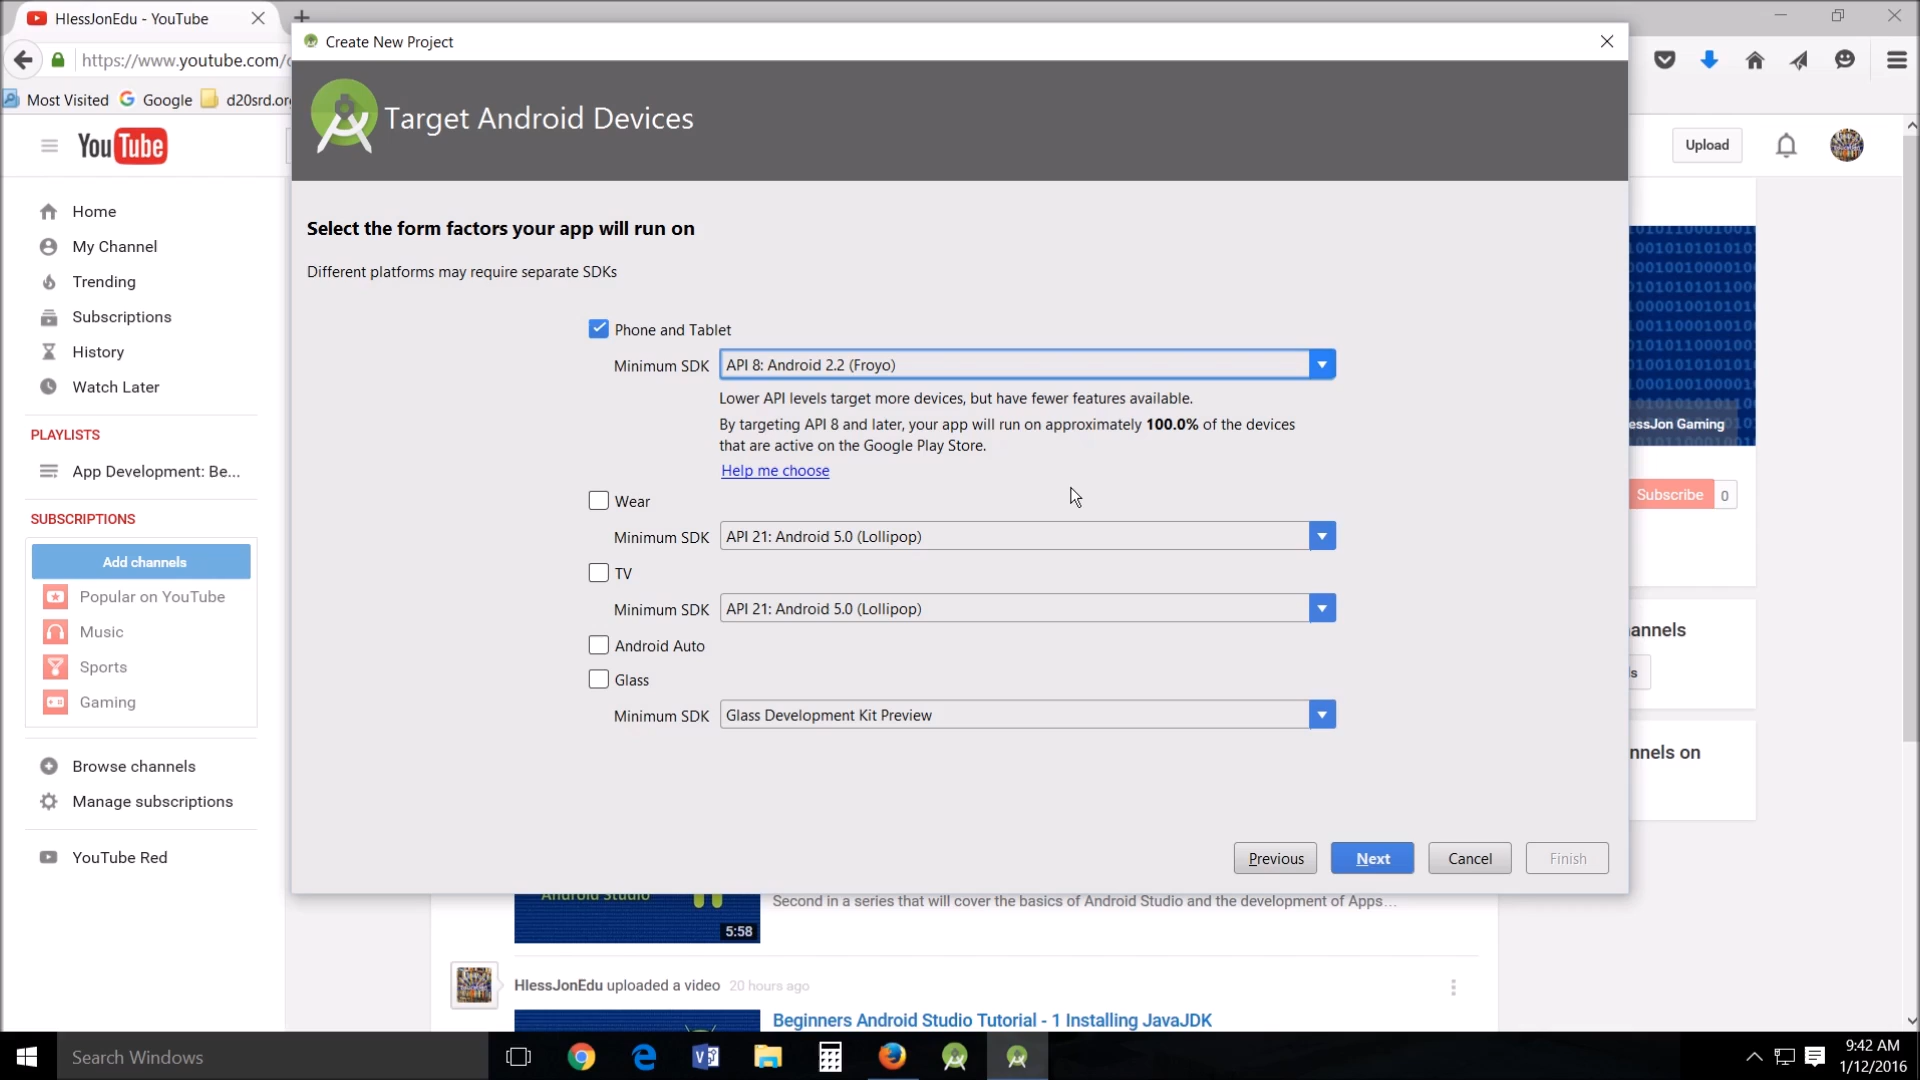 HlessJonEdu - YouTube
Create New Project
https://www.youtube.com/
Most Visited
Google
d20srd.or
Target Android Devices
YouTube
Upload
Home
My Channel
Trending
Subscriptions
History
Watch Later
PLAYLISTS
App Development: Be...
SUBSCRIPTIONS
Add channels
Popular on YouTube
Music
Sports
Gaming
Browse channels
Manage subscriptions
YouTube Red
Select the form factors your app will run on
Different platforms may require separate SDKs
Phone and Tablet
Minimum SDK API 8: Android 2.2 (Froyo)
Lower API levels target more devices, but have fewer features available.
By targeting API 8 and later, your app will run on approximately 100.0% of the devices
that are active on the Google Play Store.
Help me choose
Wear
Minimum SDK API 21: Android 5.0 (Lollipop)
TV
Minimum SDK API 21: Android 5.0 (Lollipop)
Android Auto
Glass
Minimum SDK Glass Development Kit Preview
Previous Next Cancel Finish
essJon Gaming
Subscribe 0
annels
s
nnels on
Android Studio
5:58
Second in a series that will cover the basics of Android Studio and the development of Apps...
HlessJonEdu uploaded a video 20 hours ago
Beginners Android Studio Tutorial - 1 Installing JavaJDK
Search Windows
9:42 AM
1/12/2016